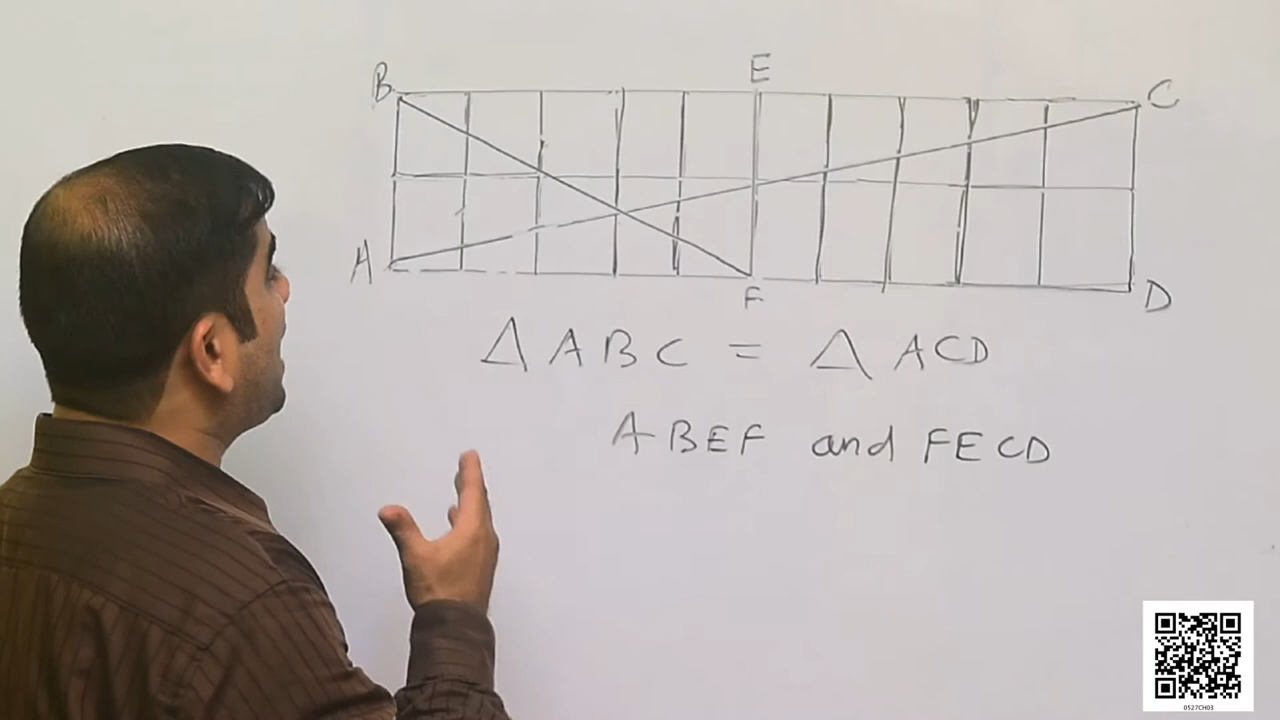 B E C
A F D
Δ ABC = Δ ACD
ABEF and FECD
0527CH03